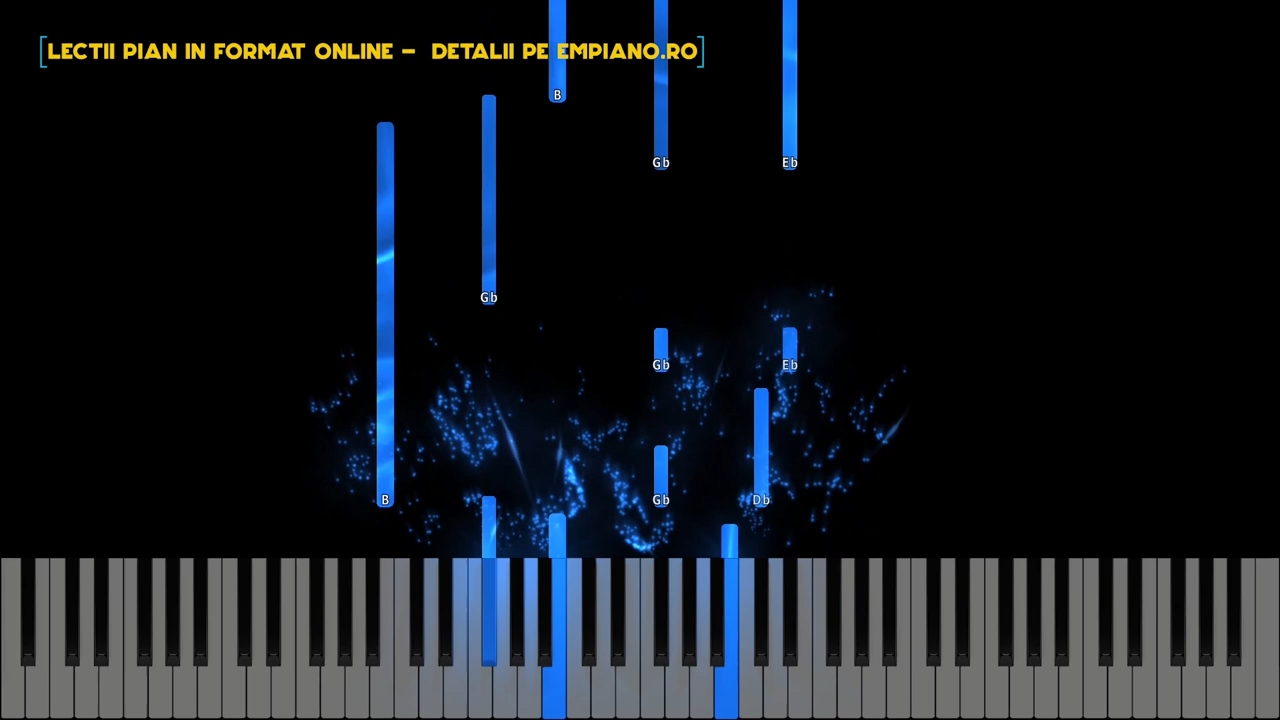 [LECTII PIAN IN FORMAT ONLINE – DETALII PE EMPIANO.RO]
B
Gb Eb
Gb
Gb Eb
B Gb Db